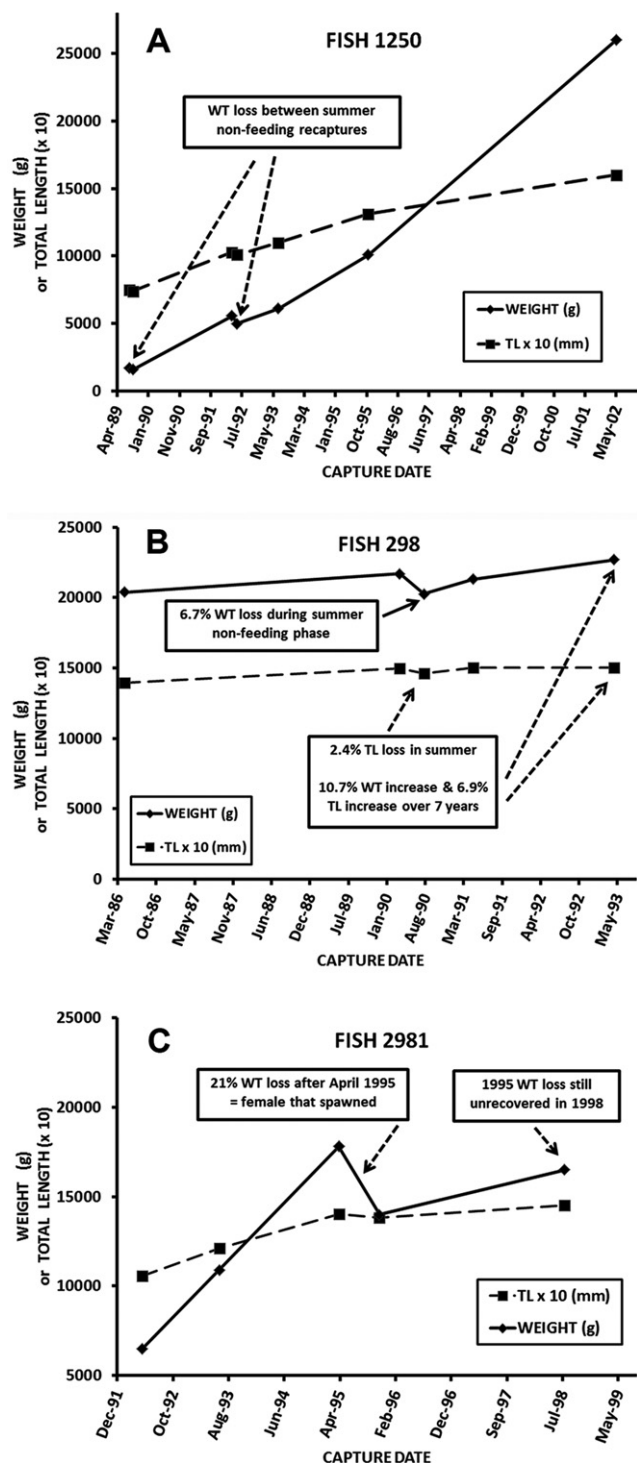 A
FISH 1250
25000
20000
15000
10000
5000
0
WEIGHT (g)
or TOTAL LENGTH (x 10)
WT loss between summer
non-feeding recaptures
WEIGHT (g)
TL x 10 (mm)
Apr-89
Jan-90
Nov-90
Sep-91
Jul-92
May-93
Mar-94
Jan-95
Oct-95
Aug-96
Jun-97
Apr-98
Feb-99
Dec-99
Oct-00
Jul-01
May-02
CAPTURE DATE
B
FISH 298
25000
20000
15000
10000
5000
0
WEIGHT (g)
or TOTAL LENGTH (x 10)
6.7% WT loss during summer
non-feeding phase
2.4% TL loss in summer
10.7% WT increase & 6.9%
TL increase over 7 years
WEIGHT (g)
·TL x 10 (mm)
Mar-86
Oct-86
May-87
Nov-87
Jun-88
Dec-88
Jul-89
Jan-90
Aug-90
Mar-91
Sep-91
Apr-92
Oct-92
May-93
CAPTURE DATE
C
FISH 2981
25000
20000
15000
10000
5000
WEIGHT (g)
or TOTAL LENGTH (x 10)
21% WT loss after April 1995
= female that spawned
1995 WT loss still
unrecovered in 1998
·TL x 10 (mm)
WEIGHT (g)
Dec-91
Oct-92
Aug-93
Jun-94
Apr-95
Feb-96
Dec-96
Sep-97
Jul-98
May-99
CAPTURE DATE